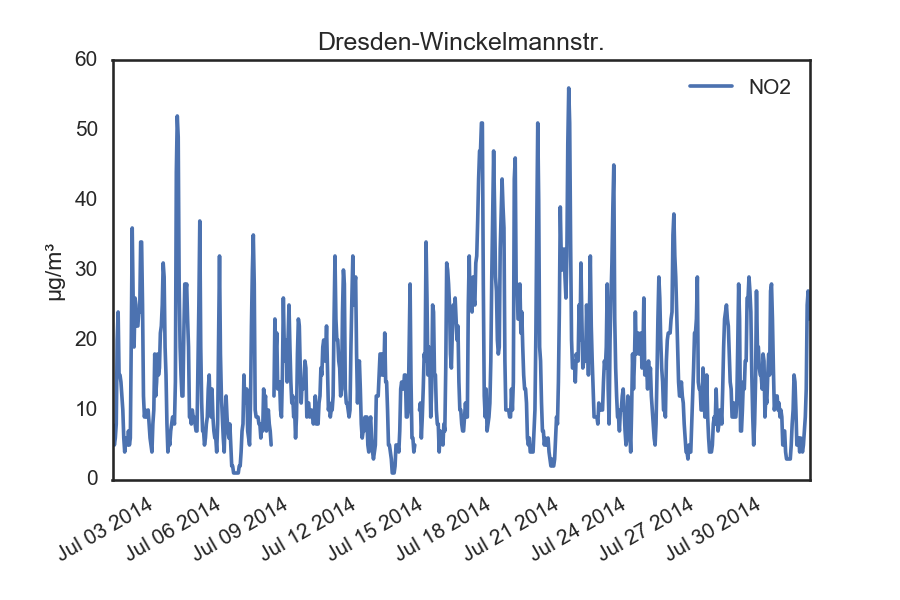 Dresden-Winckelmannstr.
NO2
µg/m³
60
50
40
30
20
10
0
Jul 03 2014
Jul 06 2014
Jul 09 2014
Jul 12 2014
Jul 15 2014
Jul 18 2014
Jul 21 2014
Jul 24 2014
Jul 27 2014
Jul 30 2014